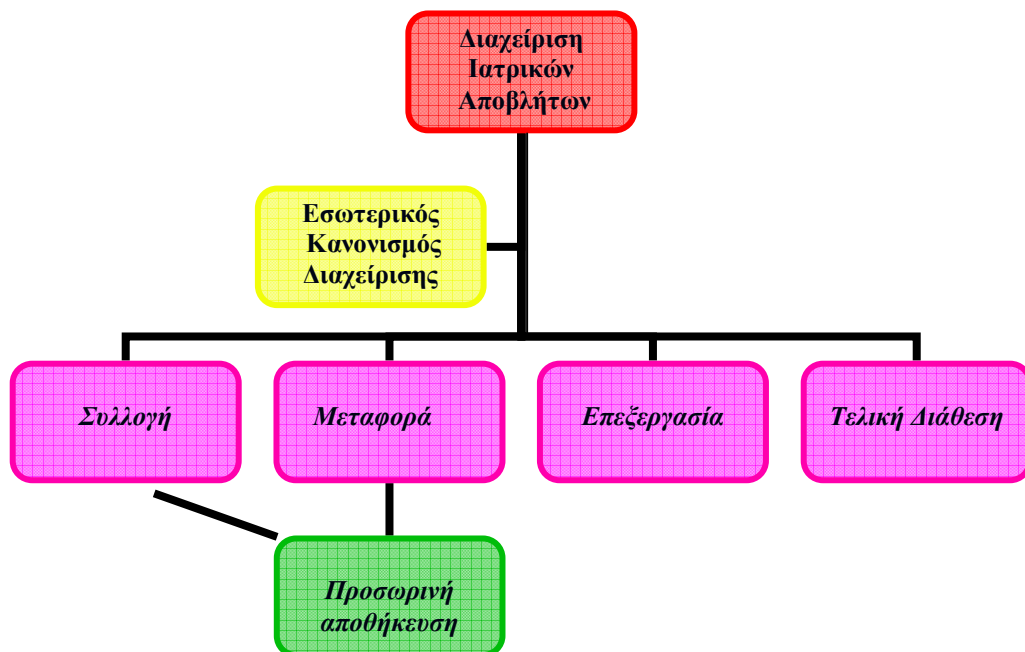 Διαχείριση
Ιατρικών
Αποβλήτων
Εσωτερικός
Κανονισμός
Διαχείρισης
Συλλογή
Μεταφορά
Επεξεργασία
Τελική Διάθεση
Προσωρινή
αποθήκευση